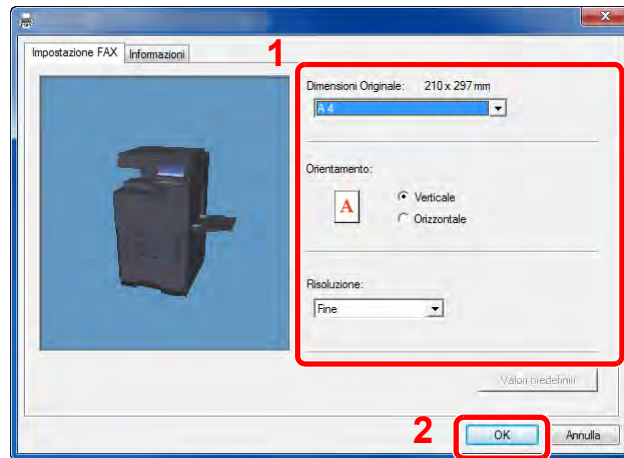 Impostazione FAX Informazioni
1
Dimensioni Originale: 210 x 297 mm
A4
Orientamento:
A
Verticale
Orizzontale
Risoluzione:
Fine
Valori predefiniti
2
OK Annulla